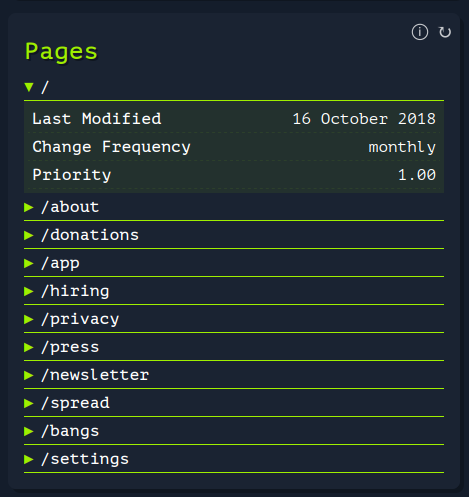 Pages
/
Last Modified 16 October 2018
Change Frequency monthly
Priority 1.00
/about
/donations
/app
/hiring
/privacy
/press
/newsletter
/spread
/bangs
/settings